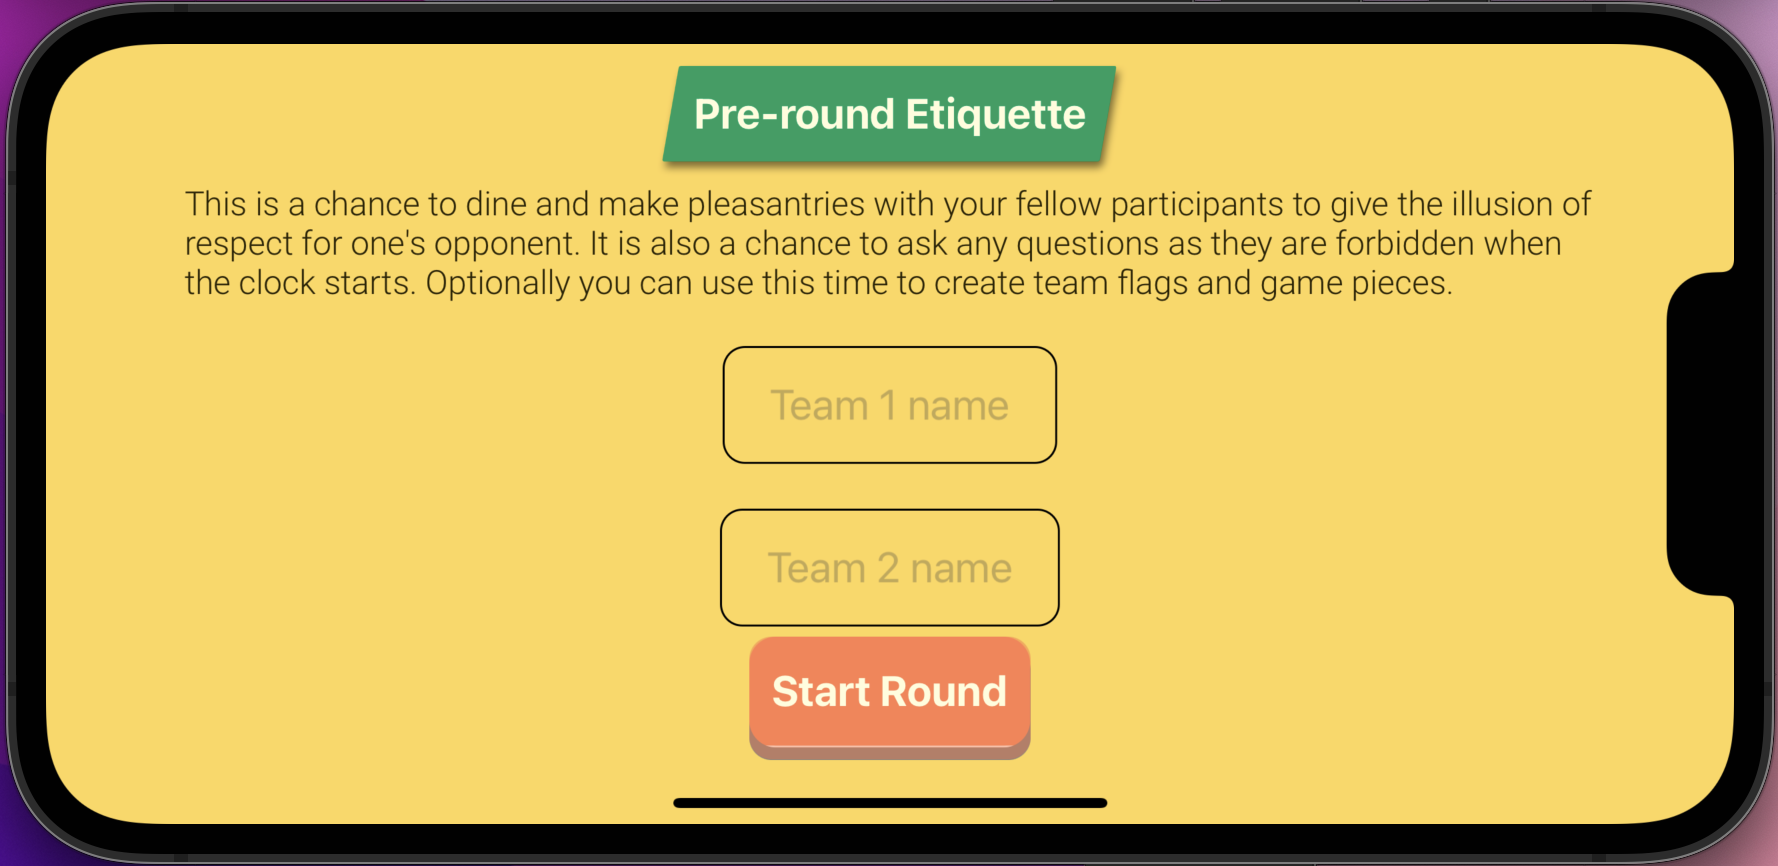 Pre-round Etiquette
This is a chance to dine and make pleasantries with your fellow participants to give the illusion of
respect for one's opponent. It is also a chance to ask any questions as they are forbidden when
the clock starts. Optionally you can use this time to create team flags and game pieces.
Team 1 name
Team 2 name
Start Round